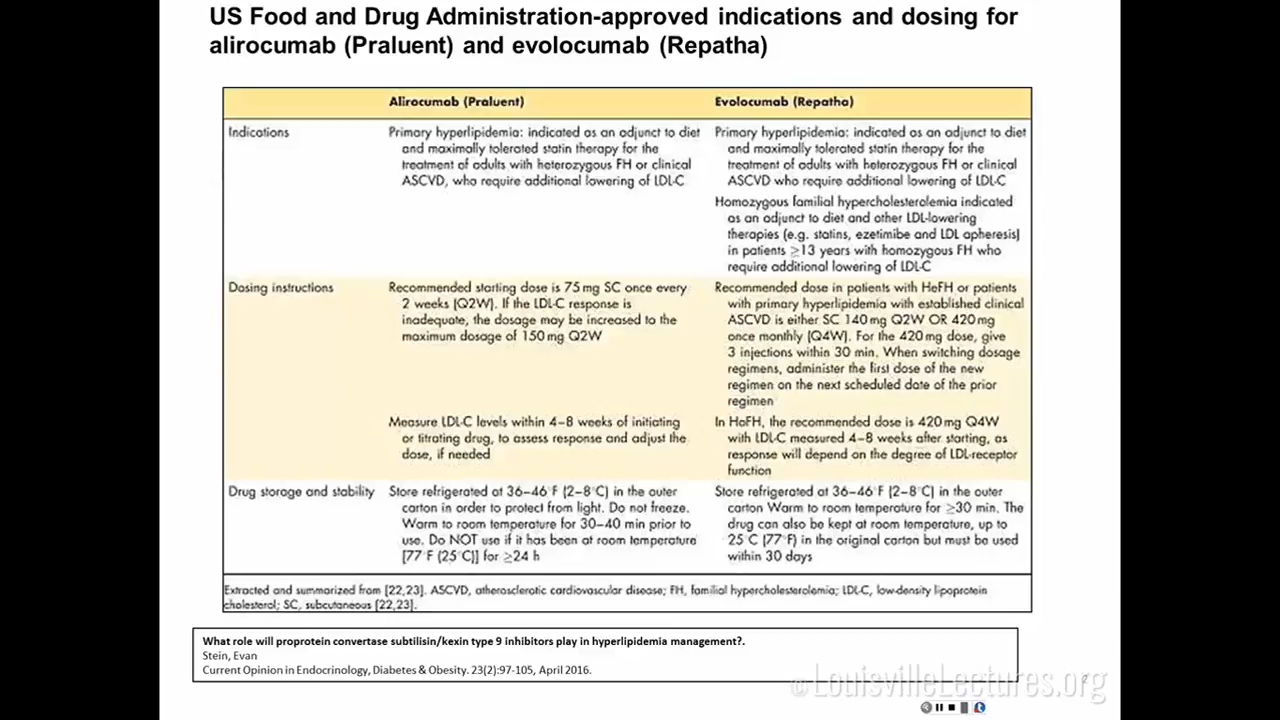 US Food and Drug Administration-approved indications and dosing for
alirocumab (Praluent) and evolocumab (Repatha)
Alirocumab (Praluent)
Evolocumab (Repatha)
Indications
Primary hyperlipidemia: indicated as an adjunct to diet
and maximally tolerated statin therapy for the
treatment of adults with heterozygous FH or clinical
ASCVD, who require additional lowering of LDL-C
Primary hyperlipidemia: indicated as an adjunct to diet
and maximally tolerated statin therapy for the
treatment of adults with heterozygous FH or clinical
ASCVD who require additional lowering of LDL-C
Homozygous familial hypercholesterolemia indicated
as an adjunct to diet and other LDL-lowering
therapies (e.g. statins, ezetimibe and LDL apheresis)
in patients ≥13 years with homozygous FH who
require additional lowering of LDL-C
Dosing instructions
Recommended starting dose is 75 mg SC once every
2 weeks (Q2W). If the LDL-C response is
inadequate, the dosage may be increased to the
maximum dosage of 150 mg Q2W
Recommended dose in patients with HeFH or patients
with primary hyperlipidemia with established clinical
ASCVD is either SC 140 mg Q2W OR 420 mg
once monthly (Q4W). For the 420 mg dose, give
3 injections within 30 min. When switching dosage
regimens, administer the first dose of the new
regimen on the next scheduled date of the prior
regimen
Measure LDL-C levels within 4–8 weeks of initiating
or titrating drug, to assess response and adjust the
dose, if needed
In HoFH, the recommended dose is 420 mg Q4W
with LDL-C measured 4–8 weeks after starting, as
response will depend on the degree of LDL-receptor
function
Drug storage and stability
Store refrigerated at 36–46°F (2–8°C) in the outer
carton in order to protect from light. Do not freeze.
Warm to room temperature for 30–40 min prior to
use. Do NOT use if it has been at room temperature
[77°F (25°C)] for ≥24 h
Store refrigerated at 36–46°F (2–8°C) in the outer
carton Warm to room temperature for ≥30 min. The
drug can also be kept at room temperature, up to
25°C (77°F) in the original carton but must be used
within 30 days
Extracted and summarized from [22,23]. ASCVD, atherosclerotic cardiovascular disease; FH, familial hypercholesterolemia; LDL-C, low-density lipoprotein
cholesterol; SC, subcutaneous [22,23].
What role will proprotein convertase subtilisin/kexin type 9 inhibitors play in hyperlipidemia management?.
Stein, Evan
Current Opinion in Endocrinology, Diabetes & Obesity. 23(2):97-105, April 2016.
©LouisvilleLectures.org